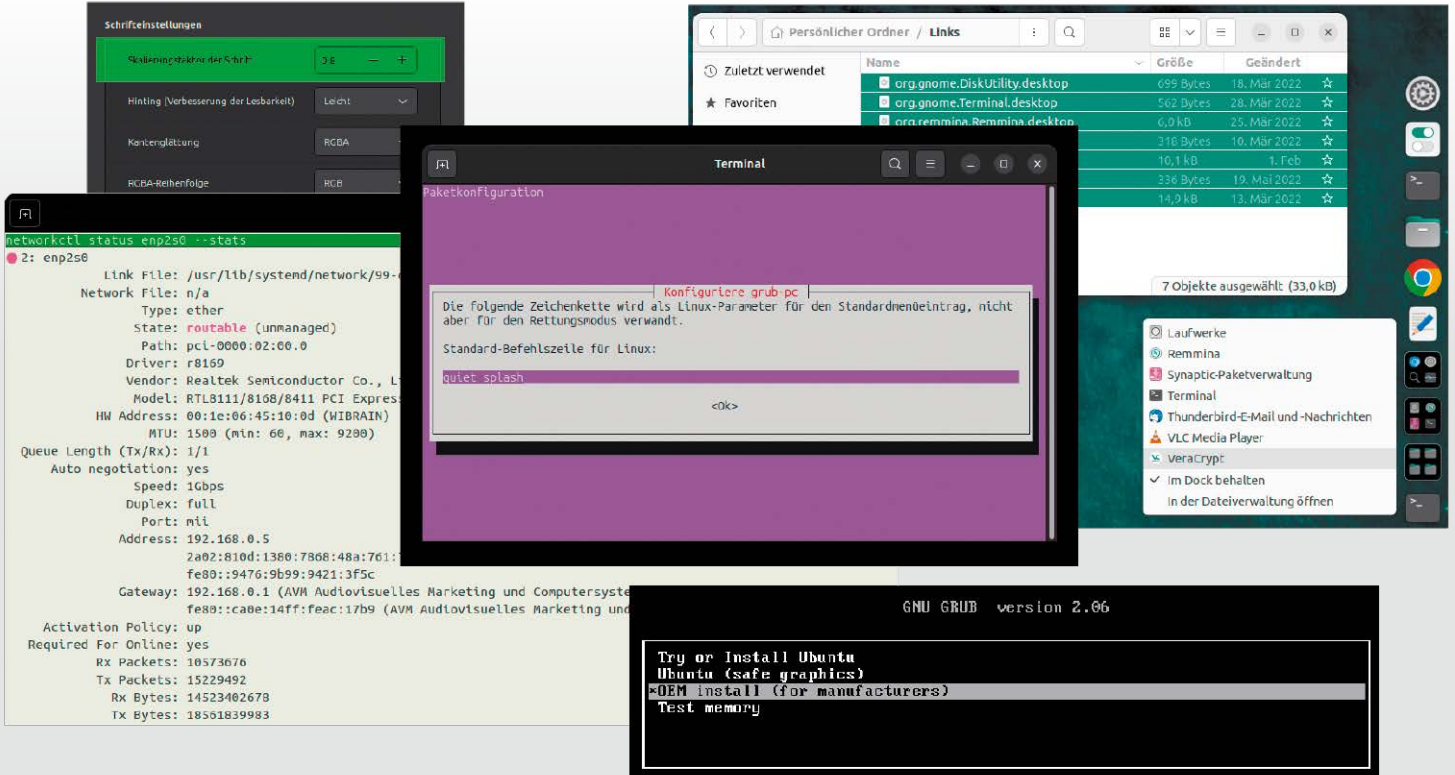 Schrifteinstellungen
Skalierungsfaktor der Schrift
Hinting (Verbesserung der Lesbarkeit) Leicht
Kantenglättung RGBA
RGBA-Reihenfolge RGB
Persönlicher Ordner / Links
Zuletzt verwendet
Favoriten
Name Größe Geändert
org.gnome.DiskUtility.desktop 699 Bytes 18. Mär 2022
org.gnome.Terminal.desktop 562 Bytes 28. Mär 2022
org.remmina.Remmina.desktop 6,0 kB 25. Mär 2022
318 Bytes 10. Mär 2022
10,1 kB 1. Feb
336 Bytes 19. Mai 2022
14,9 kB 13. Mär 2022
7 Objekte ausgewählt (33,0 kB)
Laufwerke
Remmina
Synaptic-Paketverwaltung
Terminal
Thunderbird-E-Mail und -Nachrichten
VLC Media Player
VeraCrypt
Im Dock behalten
In der Dateiverwaltung öffnen
Terminal
Paketkonfiguration
Konfiguriere grub-pc
Die folgende Zeichenkette wird als Linux-Parameter für den Standardmenüeintrag, nicht
aber für den Rettungsmodus verwandt.
Standard-Befehlszeile für Linux:
quiet splash
<Ok>
networkctl status enp2s0 --stats
2: enp2s0
Link File: /usr/lib/systemd/network/99-
Network File: n/a
Type: ether
State: routable (unmanaged)
Path: pci-0000:02:00.0
Driver: r8169
Vendor: Realtek Semiconductor Co., L
Model: RTL8111/8168/8411 PCI Expres
HW Address: 00:1e:06:45:10:0d (WIBRAIN)
MTU: 1500 (min: 60, max: 9200)
Queue Length (Tx/Rx): 1/1
Auto negotiation: yes
Speed: 1Gbps
Duplex: full
Port: mii
Address: 192.168.0.5
2a02:810d:1380:7868:48a:7d1:
fe80::9476:9b99:9421:3f5c
Gateway: 192.168.0.1 (AVM Audiovisuelles Marketing und Computersyste
fe80::ca0e:14ff:feac:17b9 (AVM Audiovisuelles Marketing und
Activation Policy: up
Required For Online: yes
Rx Packets: 10573676
Tx Packets: 15229492
Rx Bytes: 14523402678
Tx Bytes: 18561839983
GNU GRUB version 2.06
Try or Install Ubuntu
Ubuntu (safe graphics)
*OEM install (for manufacturers)
Test memory